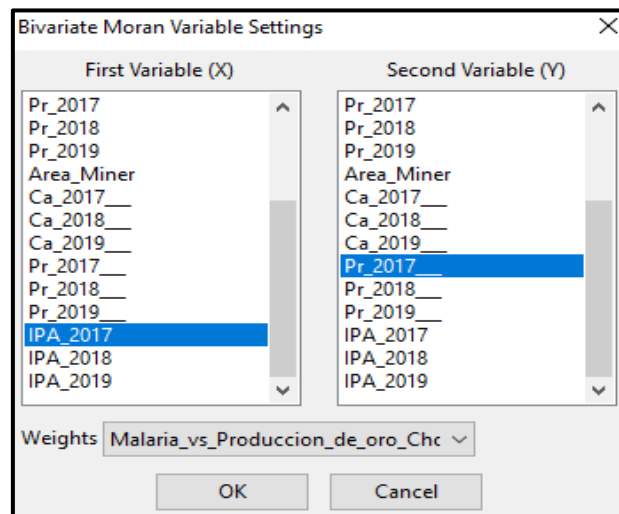 Bivariate Moran Variable Settings
First Variable (X)
Second Variable (Y)
Pr_2017
Pr_2018
Pr_2019
Area_Miner
Ca_2017___
Ca_2018___
Ca_2019___
Pr_2017___
Pr_2018___
Pr_2019___
IPA_2017
IPA_2018
IPA_2019
Pr_2017
Pr_2018
Pr_2019
Area_Miner
Ca_2017___
Ca_2018___
Ca_2019___
Pr_2017___
Pr_2018___
Pr_2019___
IPA_2017
IPA_2018
IPA_2019
Weights Malaria_vs_Produccion_de_oro_Chc
OK Cancel